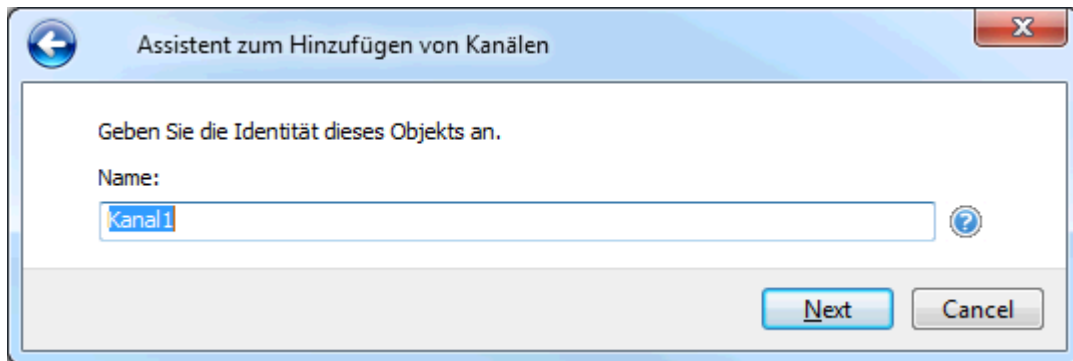 Assistent zum Hinzufügen von Kanälen
Geben Sie die Identität dieses Objekts an.
Name:
Kanal1
Next Cancel